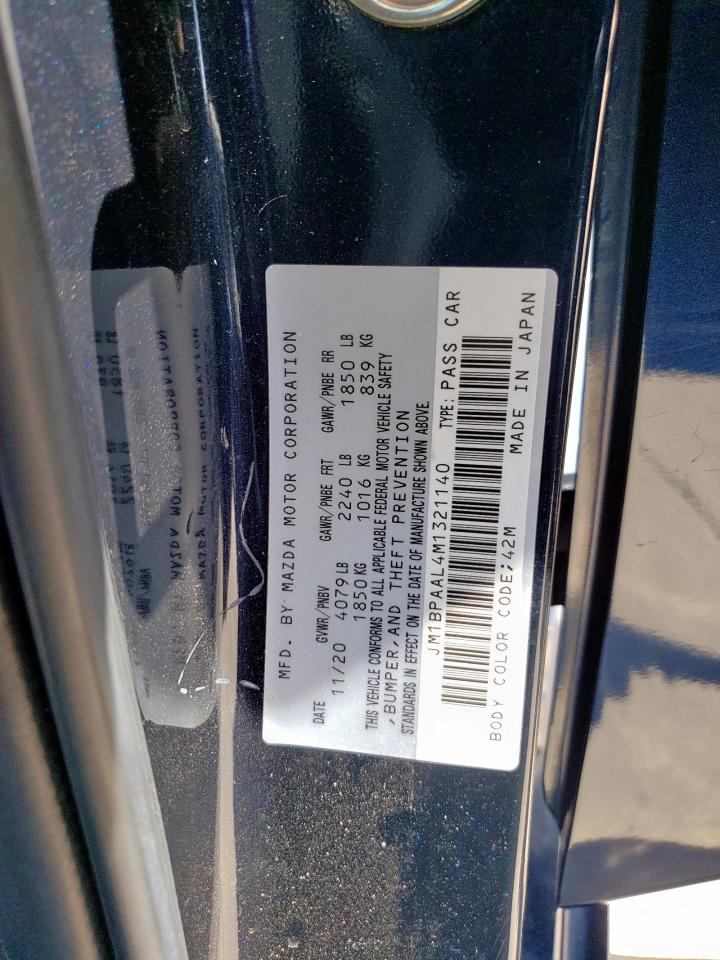 MFD. BY MAZDA MOTOR CORPORATION
GVWR/PNBV GAWR/PNBE FRT GAWR/PNBE RR
DATE 11/20 4079 LB 2240 LB 1850 LB
1850 KG 1016 KG 839 KG
THIS VEHICLE CONFORMS TO ALL APPLICABLE FEDERAL MOTOR VEHICLE SAFETY
,BUMPER,AND THEFT PREVENTION
STANDARDS IN EFFECT ON THE DATE OF MANUFACTURE SHOWN ABOVE.
JM1BPAAL4M1321140 TYPE: PASS CAR
BODY COLOR CODE;42M MADE IN JAPAN